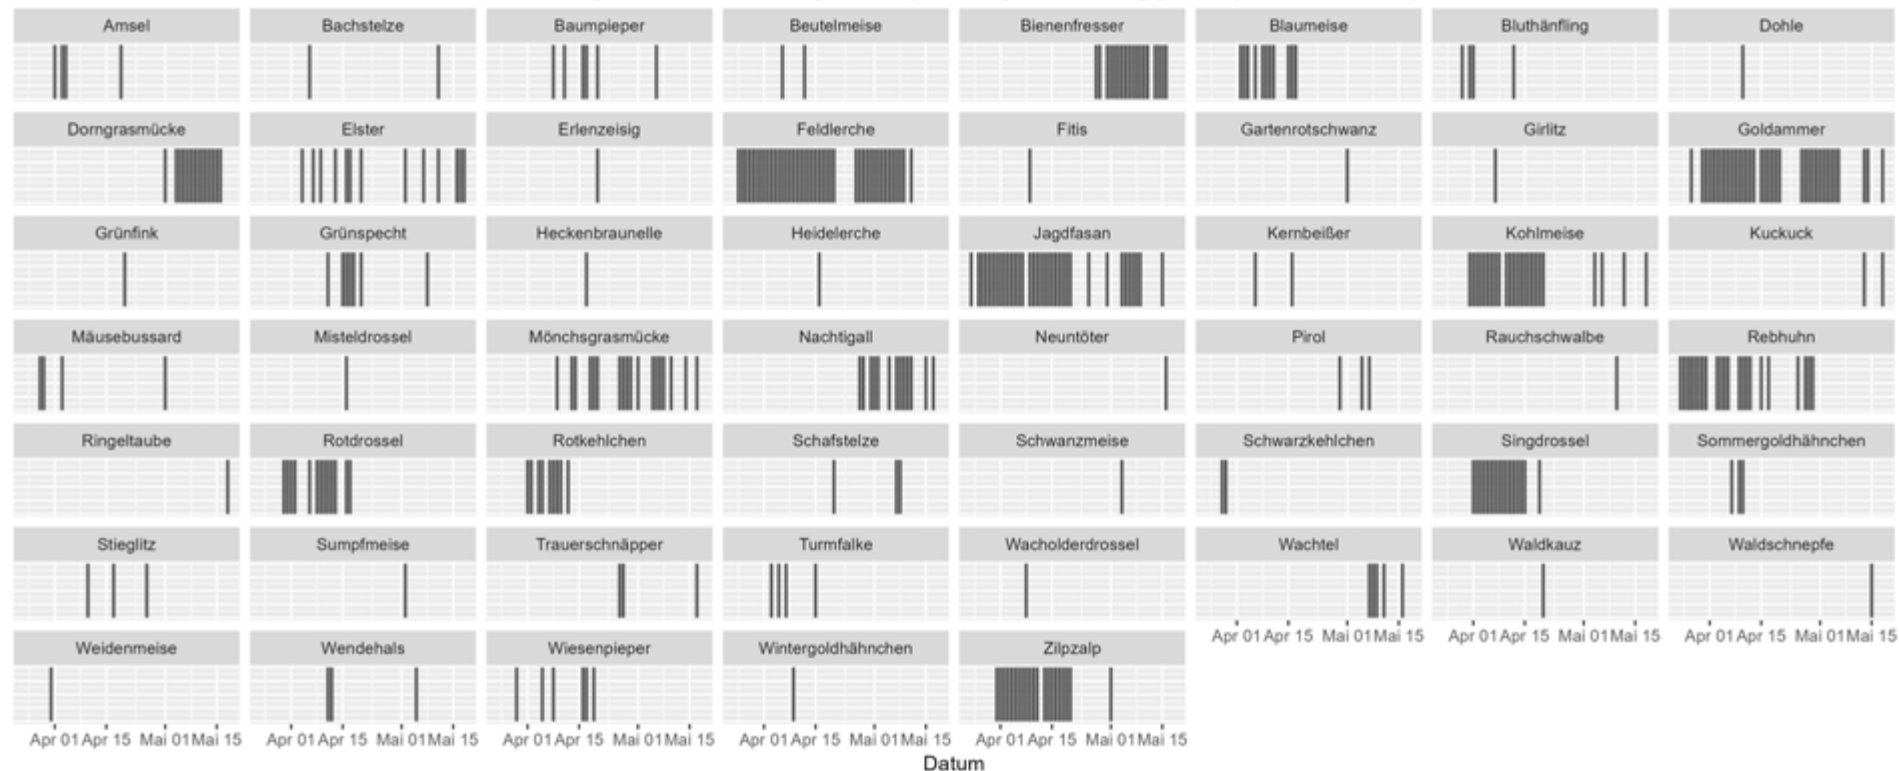 Amsel Bachstelze Baumpieper Beutelmeise Bienenfresser Blaumeise Bluthänfling Dohle
Dorngrasmücke Elster Erlenzeisig Feldlerche Fitis Gartenrotschwanz Girlitz Goldammer
Grünfink Grünspecht Heckenbraunelle Heidelerche Jagdfasan Kernbeißer Kohlmeise Kuckuck
Mäusebussard Misteldrossel Mönchsgrasmücke Nachtigall Neuntöter Pirol Rauchschwalbe Rebhuhn
Ringeltaube Rotdrossel Rotkehlchen Schafstelze Schwanzmeise Schwarzkehlchen Singdrossel Sommergoldhähnchen
Stieglitz Sumpfmeise Trauerschnäpper Turmfalke Wacholderdrossel Wachtel Waldkauz Waldschnepfe
Apr 01 Apr 15 Mai 01 Mai 15 Apr 01 Apr 15 Mai 01 Mai 15 Apr 01 Apr 15 Mai 01 Mai 15
Weidenmeise Wendehals Wiesenpieper Wintergoldhähnchen Zilpzalp
Apr 01 Apr 15 Mai 01 Mai 15 Apr 01 Apr 15 Mai 01 Mai 15 Apr 01 Apr 15 Mai 01 Mai 15 Apr 01 Apr 15 Mai 01 Mai 15 Apr 01 Apr 15 Mai 01 Mai 15
Datum